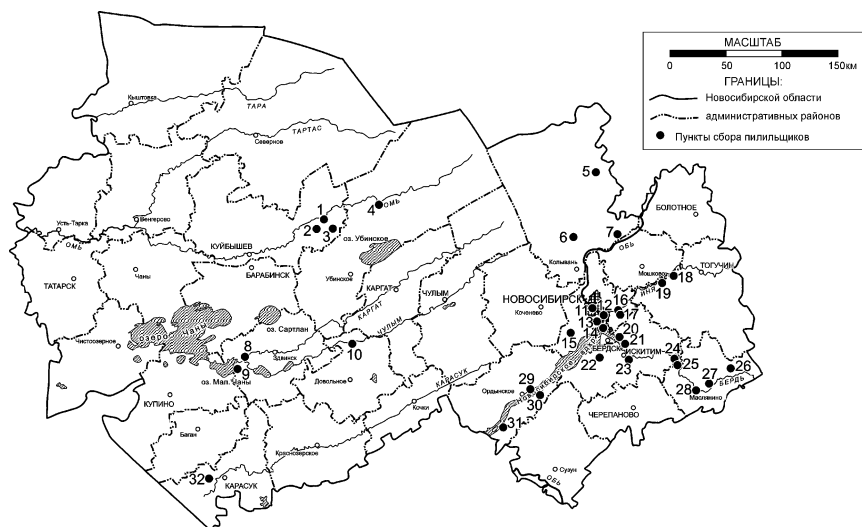 МАСШТАБ
0 50 100 150км
ГРАНИЦЫ:
Новосибирской области
административных районов
Пункты сбора пилильщиков
Кыштовка
ТАРА
ТАРТАС
Северное
5
БОЛОТНОЕ
4
ОМЬ
1
2
3
Усть-Тарка
Венгерово
оз. Убинское
6
7
ОБЬ
ОМЬ
КУЙБЫШЕВ
Колывань
Мошково
ТОГУЧИН
ТАТАРСК
Чаны
БАРАБИНСК
Убинское
КАРГАТ
ЧУЛЫМ
18
19
ИНЯ
НОВОСИБИРСК
Коченево
11
12
16
17
13
14
15
озеро Чаны
оз. Сартлан
КАРГАТ
ЧУЛЫМ
Чистоозерное
8
Здвинск
10
20
21
БЕРДСК
ИСКИТИМ
22
23
24
25
26
9
оз. Мал. Чаны
Довольное
КАРАСУК
27
28
БЕРДЬ
Маслянино
КУПИНО
Кочки
Ордынское
29
30
31
ЧЕРЕПАНОВО
Баган
Краснозерское
32
КАРАСУК
Сузун
ОБЬ